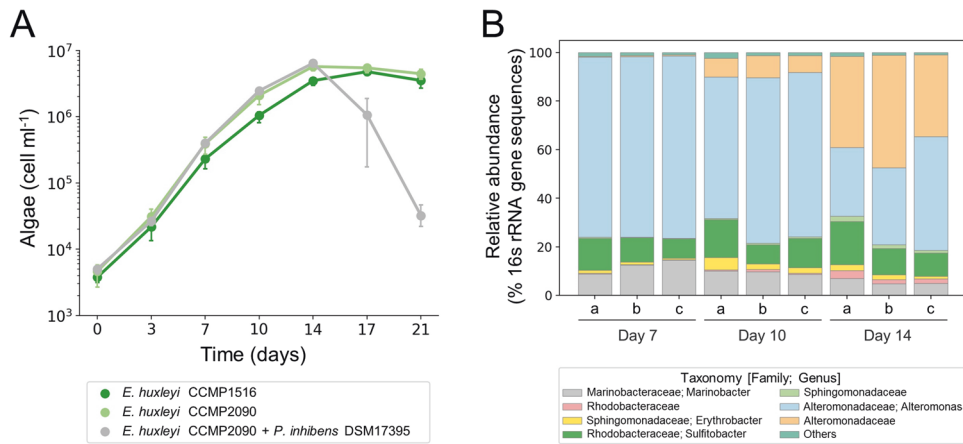 A
Algae (cell ml-1)
10⁷
10⁶
10⁵
10⁴
10³
0 3 7 10 14 17 21
Time (days)
E. huxleyi CCMP1516
E. huxleyi CCMP2090
E. huxleyi CCMP2090 + P. inhibens DSM17395
B
Relative abundance
(% 16s rRNA gene sequences)
100
80
60
40
20
0
a b c a b c a b c
Day 7 Day 10 Day 14
Taxonomy [Family; Genus]
Marinobacteraceae; Marinobacter
Rhodobacteraceae
Sphingomonadaceae; Erythrobacter
Rhodobacteraceae; Sulfitobacter
Sphingomonadaceae
Alteromonadaceae; Alteromonas
Alteromonadaceae
Others